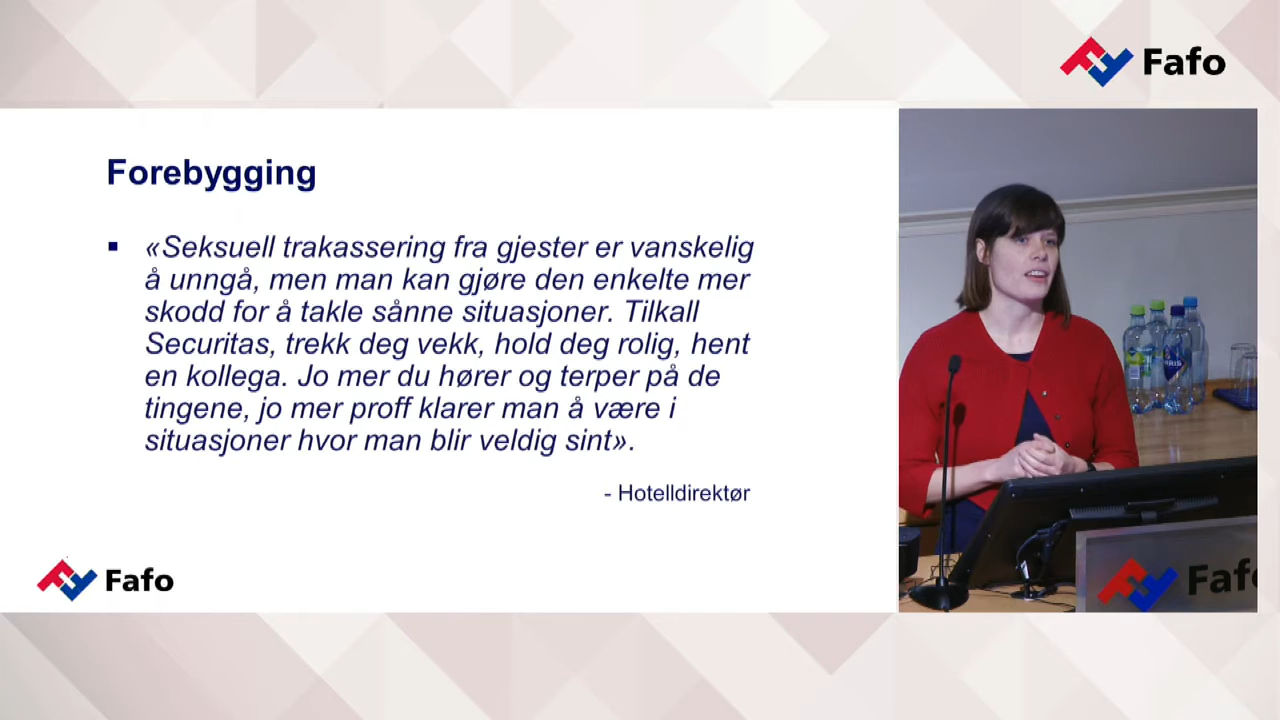 Fafo
Forebygging
▪ «Seksuell trakassering fra gjester er vanskelig
å unngå, men man kan gjøre den enkelte mer
skodd for å takle sånne situasjoner. Tilkall
Securitas, trekk deg vekk, hold deg rolig, hent
en kollega. Jo mer du hører og terper på de
tingene, jo mer proff klarer man å være i
situasjoner hvor man blir veldig sint».
- Hotelldirektør
Fafo
Fafo